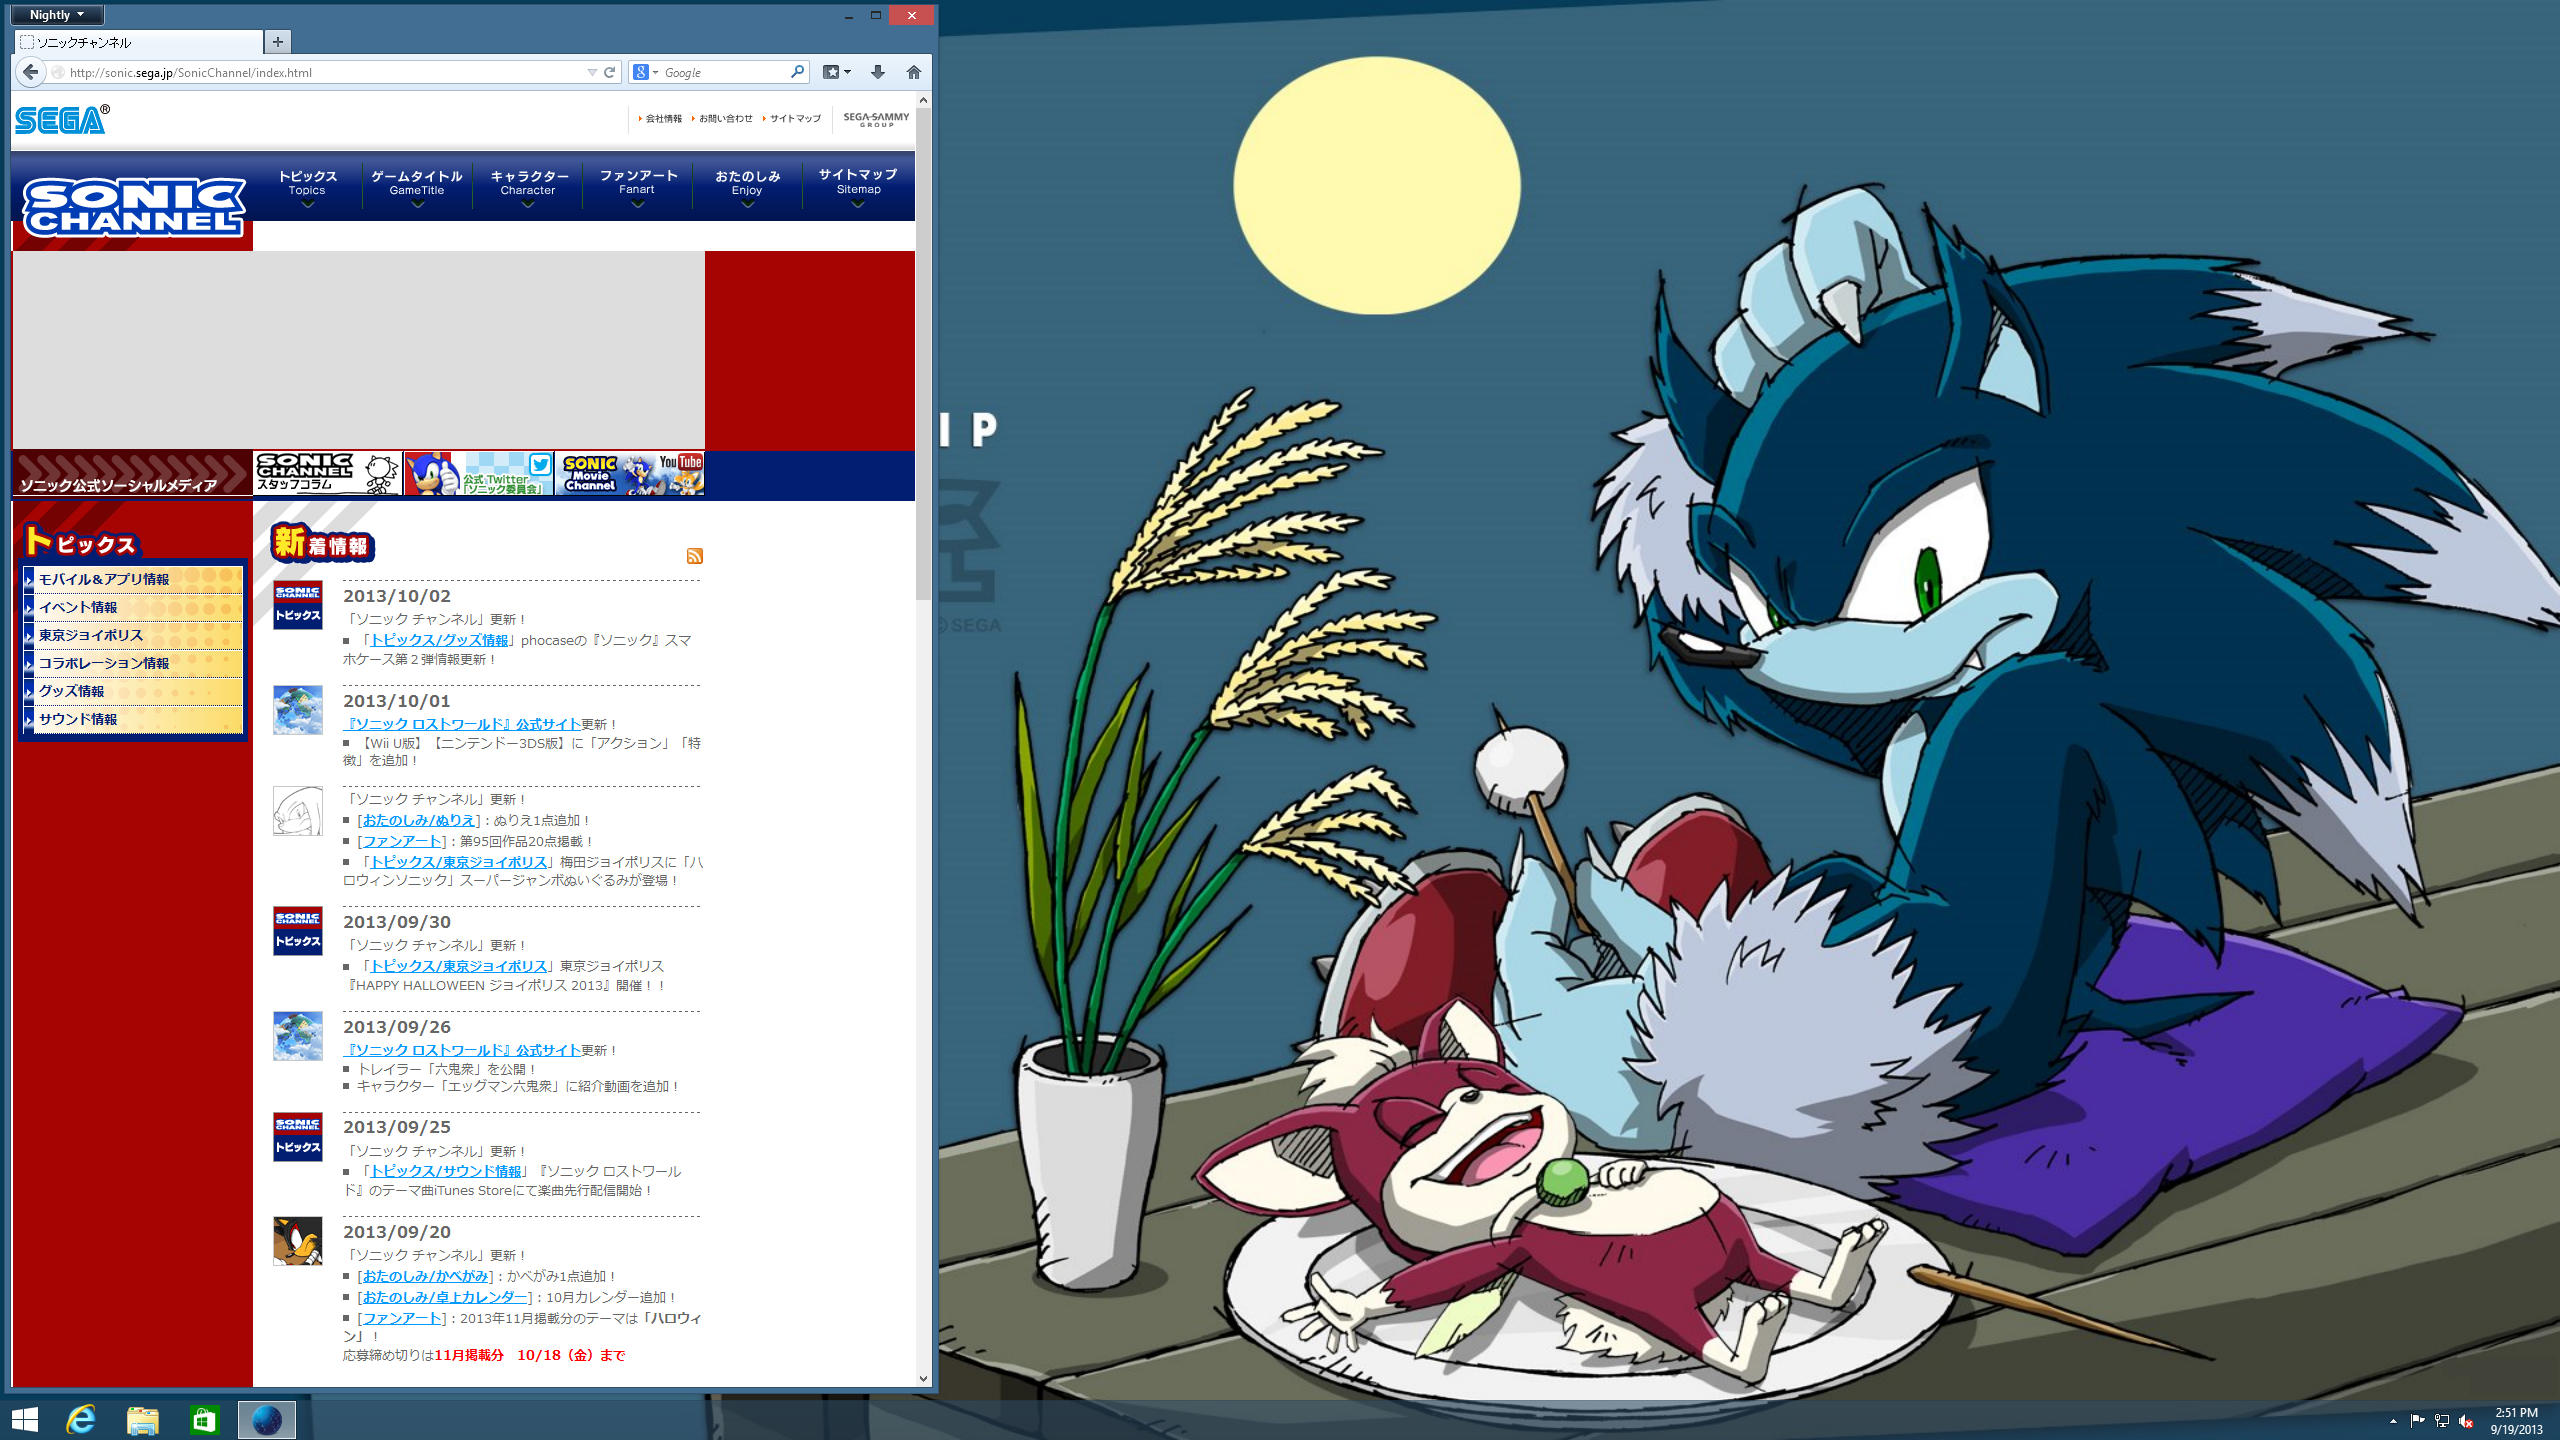 Nightly
ソニックチャンネル
http://sonic.sega.jp/SonicChannel/index.html
Google
SEGA®
会社情報 お問い合わせ サイトマップ
SEGA SAMMY
GROUP
SONIC
CHANNEL
トピックス
Topics
ゲームタイトル
GameTitle
キャラクター
Character
ファンアート
Fanart
おたのしみ
Enjoy
サイトマップ
Sitemap
ソニック公式ソーシャルメディア
SONIC
CHANNEL
スタッフコラム
公式 Twitter
「ソニック委員会」
SONIC
Movie
Channel
You Tube
トピックス
モバイル＆アプリ情報
イベント情報
東京ジョイポリス
コラボレーション情報
グッズ情報
サウンド情報
新着情報
SONIC
CHANNEL
トピックス
2013/10/02
「ソニック チャンネル」更新！
「トピックス/グッズ情報」phocaseの『ソニック』スマ
ホケース第２弾情報更新！
2013/10/01
『ソニック ロストワールド』公式サイト更新！
【Wii U版】【ニンテンドー3DS版】に「アクション」「特
徴」を追加！
「ソニック チャンネル」更新！
[おたのしみ/ぬりえ]：ぬりえ1点追加！
[ファンアート]：第95回作品20点掲載！
「トピックス/東京ジョイポリス」梅田ジョイポリスに「ハ
ロウィンソニック」スーパージャンボぬいぐるみが登場！
SONIC
CHANNEL
トピックス
2013/09/30
「ソニック チャンネル」更新！
「トピックス/東京ジョイポリス」東京ジョイポリス
『HAPPY HALLOWEEN ジョイポリス 2013』開催！！
2013/09/26
『ソニック ロストワールド』公式サイト更新！
トレイラー「六鬼衆」を公開！
キャラクター「エッグマン六鬼衆」に紹介動画を追加！
SONIC
CHANNEL
トピックス
2013/09/25
「ソニック チャンネル」更新！
「トピックス/サウンド情報」『ソニック ロストワール
ド』のテーマ曲iTunes Storeにて楽曲先行配信開始！
2013/09/20
「ソニック チャンネル」更新！
[おたのしみ/かべがみ]：かべがみ1点追加！
[おたのしみ/卓上カレンダー]：10月カレンダー追加！
[ファンアート]：2013年11月掲載分のテーマは「ハロウィ
ン」！
応募締め切りは11月掲載分　10/18（金）まで
IP
©SEGA
2:51 PM
9/19/2013